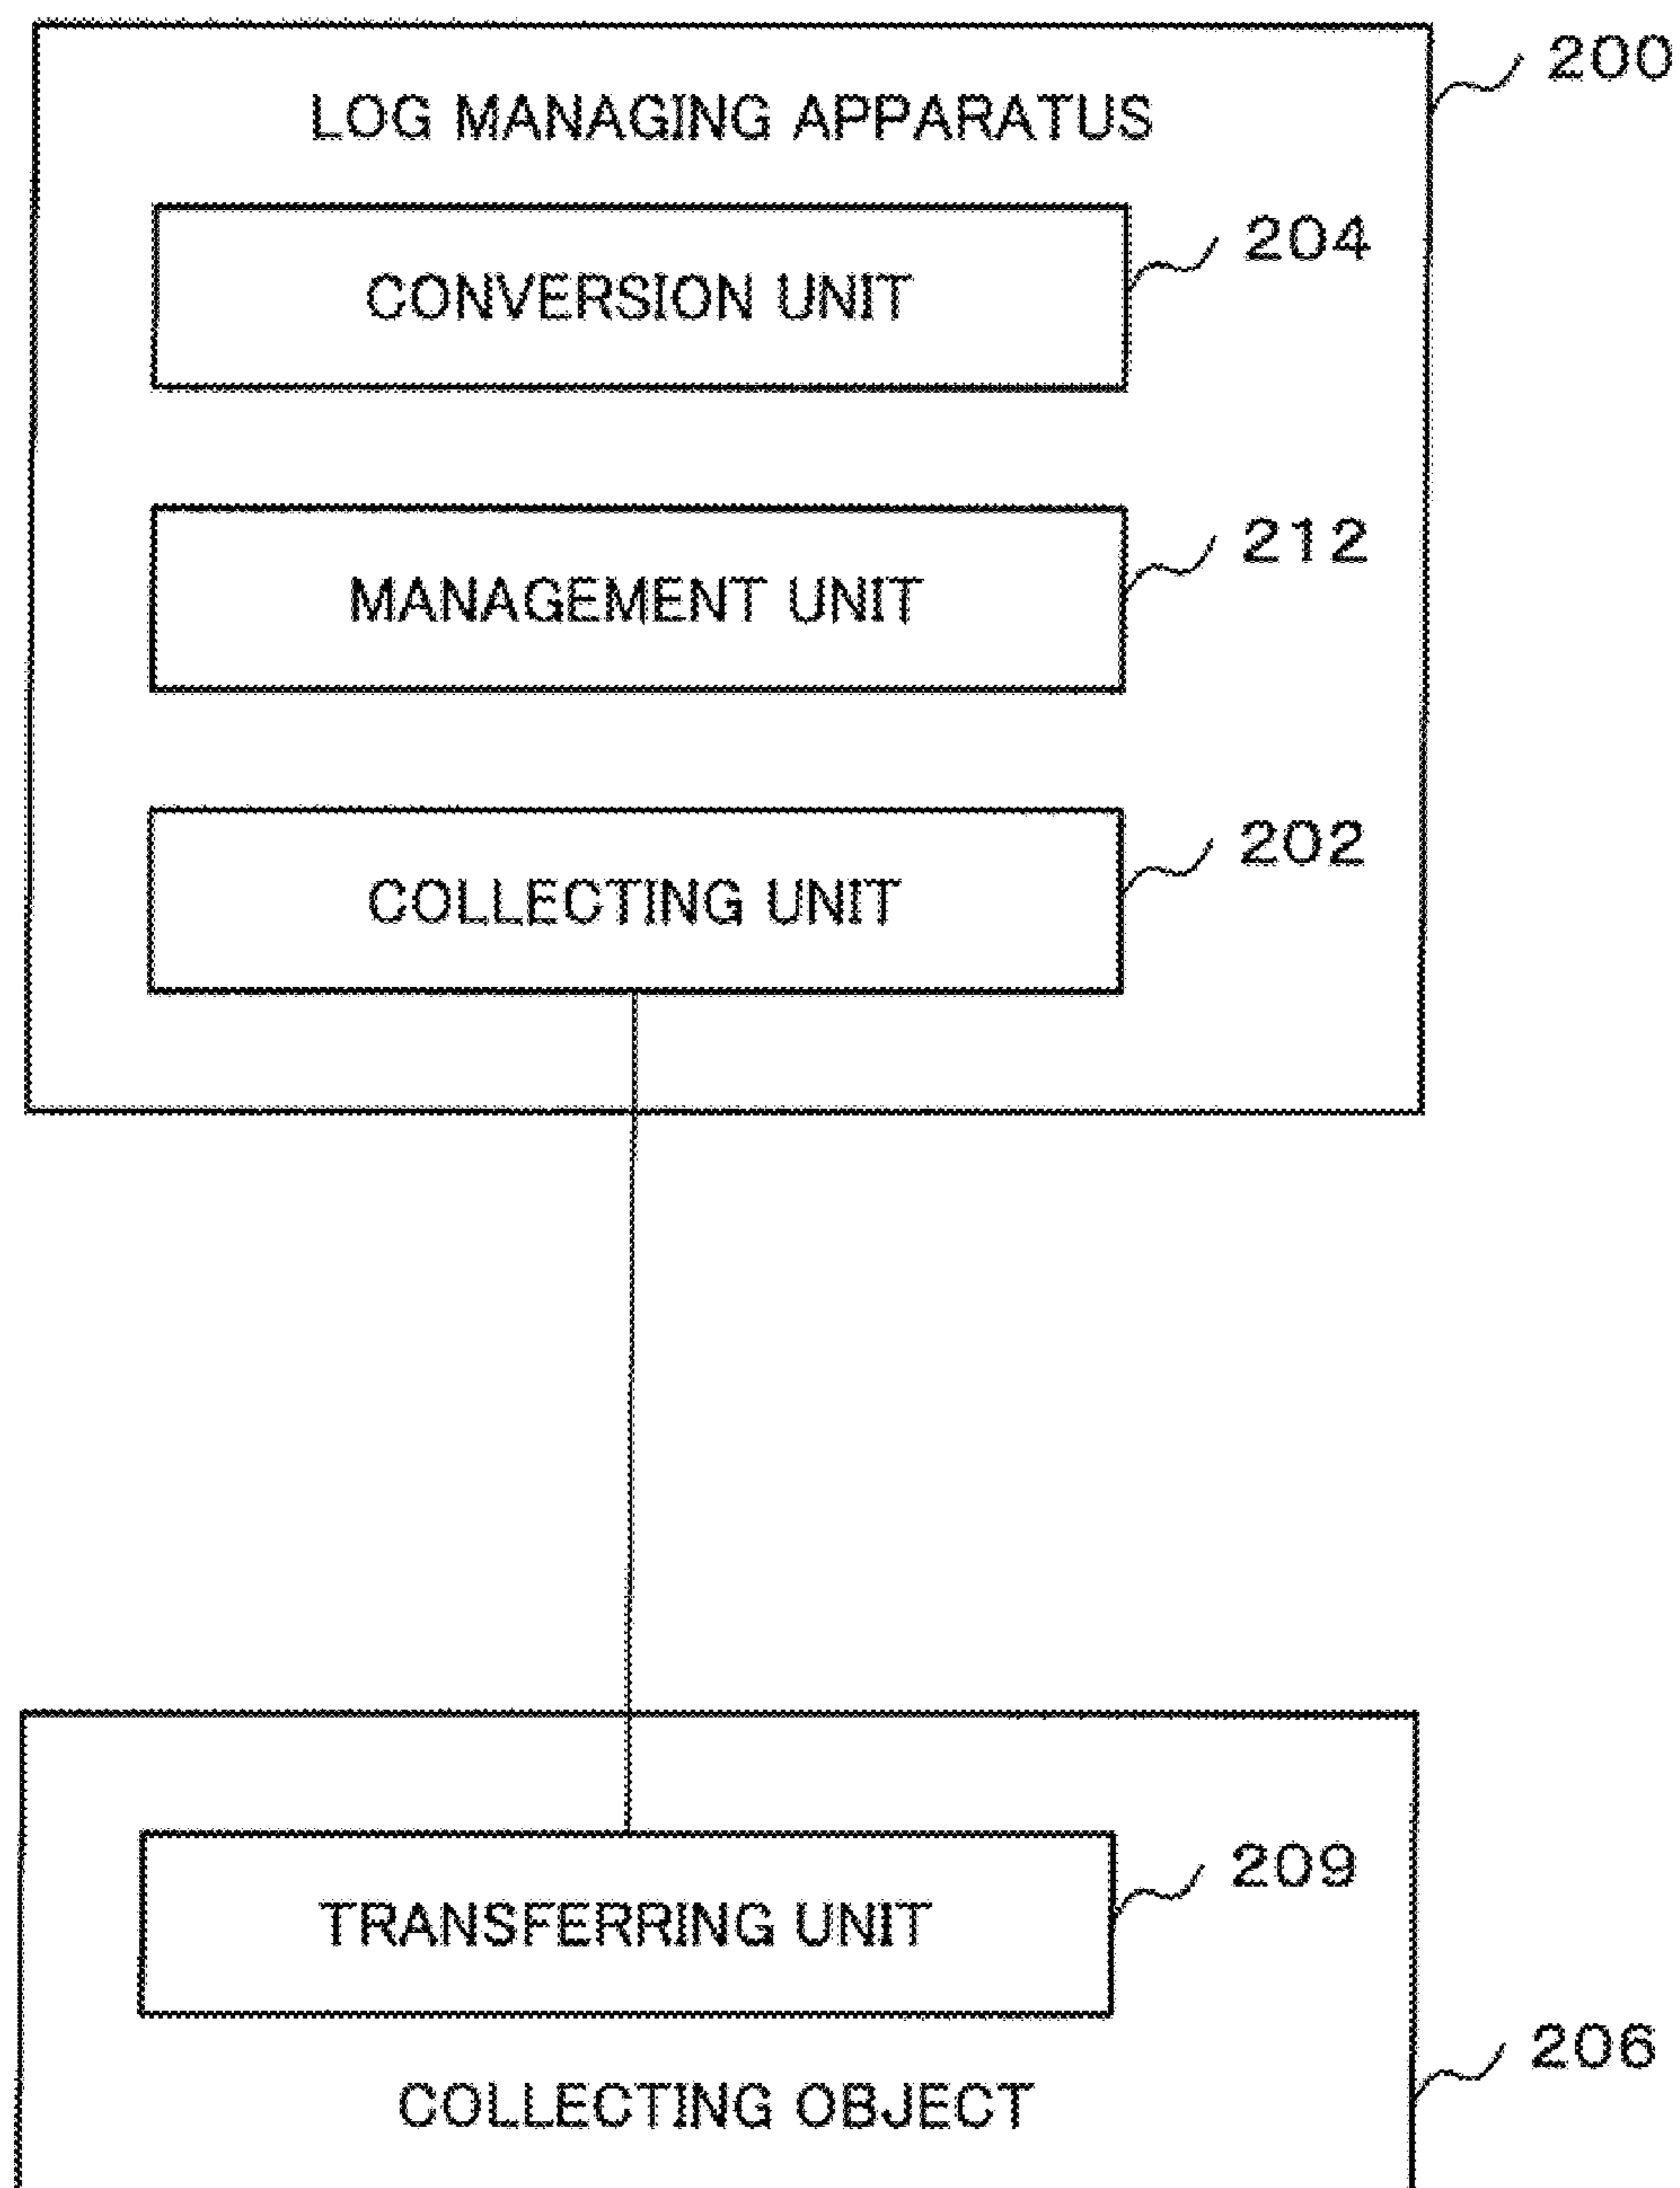 200
LOG MANAGING APPARATUS
204
CONVERSION UNIT
212
MANAGEMENT UNIT
202
COLLECTING UNIT
209
TRANSFERRING UNIT
206
COLLECTING OBJECT